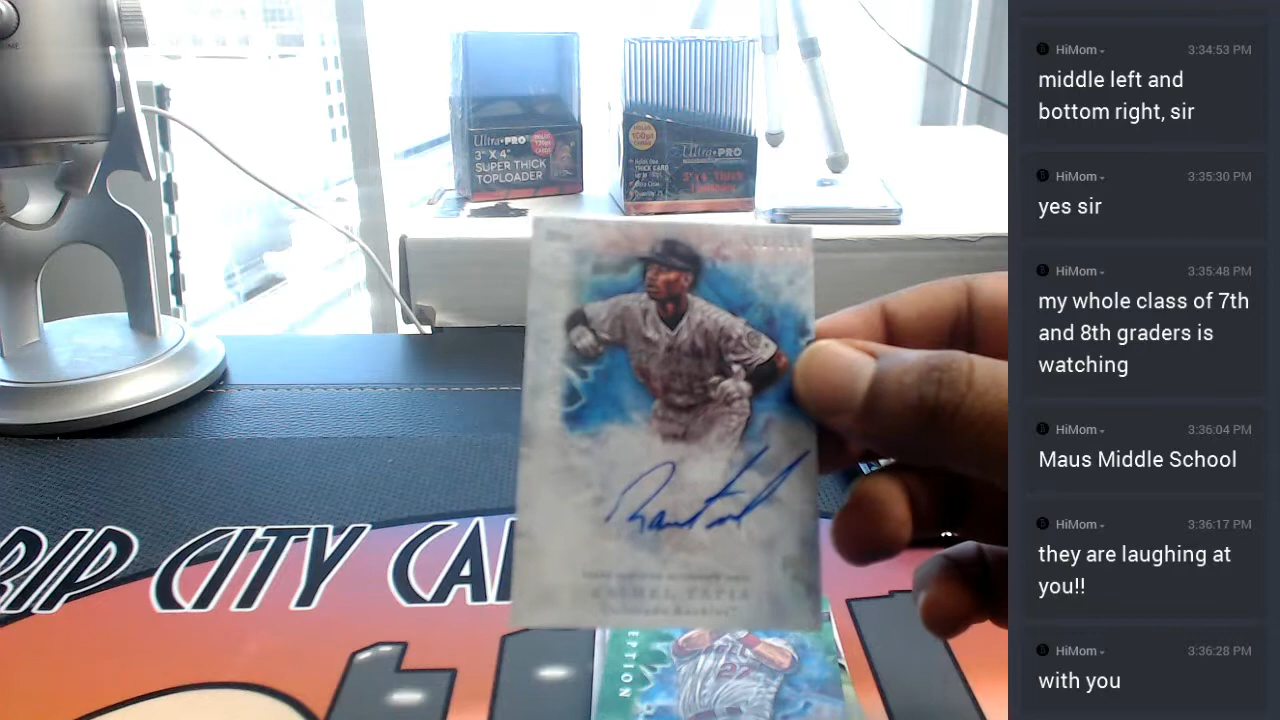 Ultra•PRO
3" X 4"
SUPER THICK
TOPLOADER
Ultra•PRO
RIP CITY CA
RAIMEL TAPIA
HiMom 3:34:53 PM
middle left and
bottom right, sir
HiMom 3:35:30 PM
yes sir
HiMom 3:35:48 PM
my whole class of 7th
and 8th graders is
watching
HiMom 3:36:04 PM
Maus Middle School
HiMom 3:36:17 PM
they are laughing at
you!!
HiMom 3:36:28 PM
with you